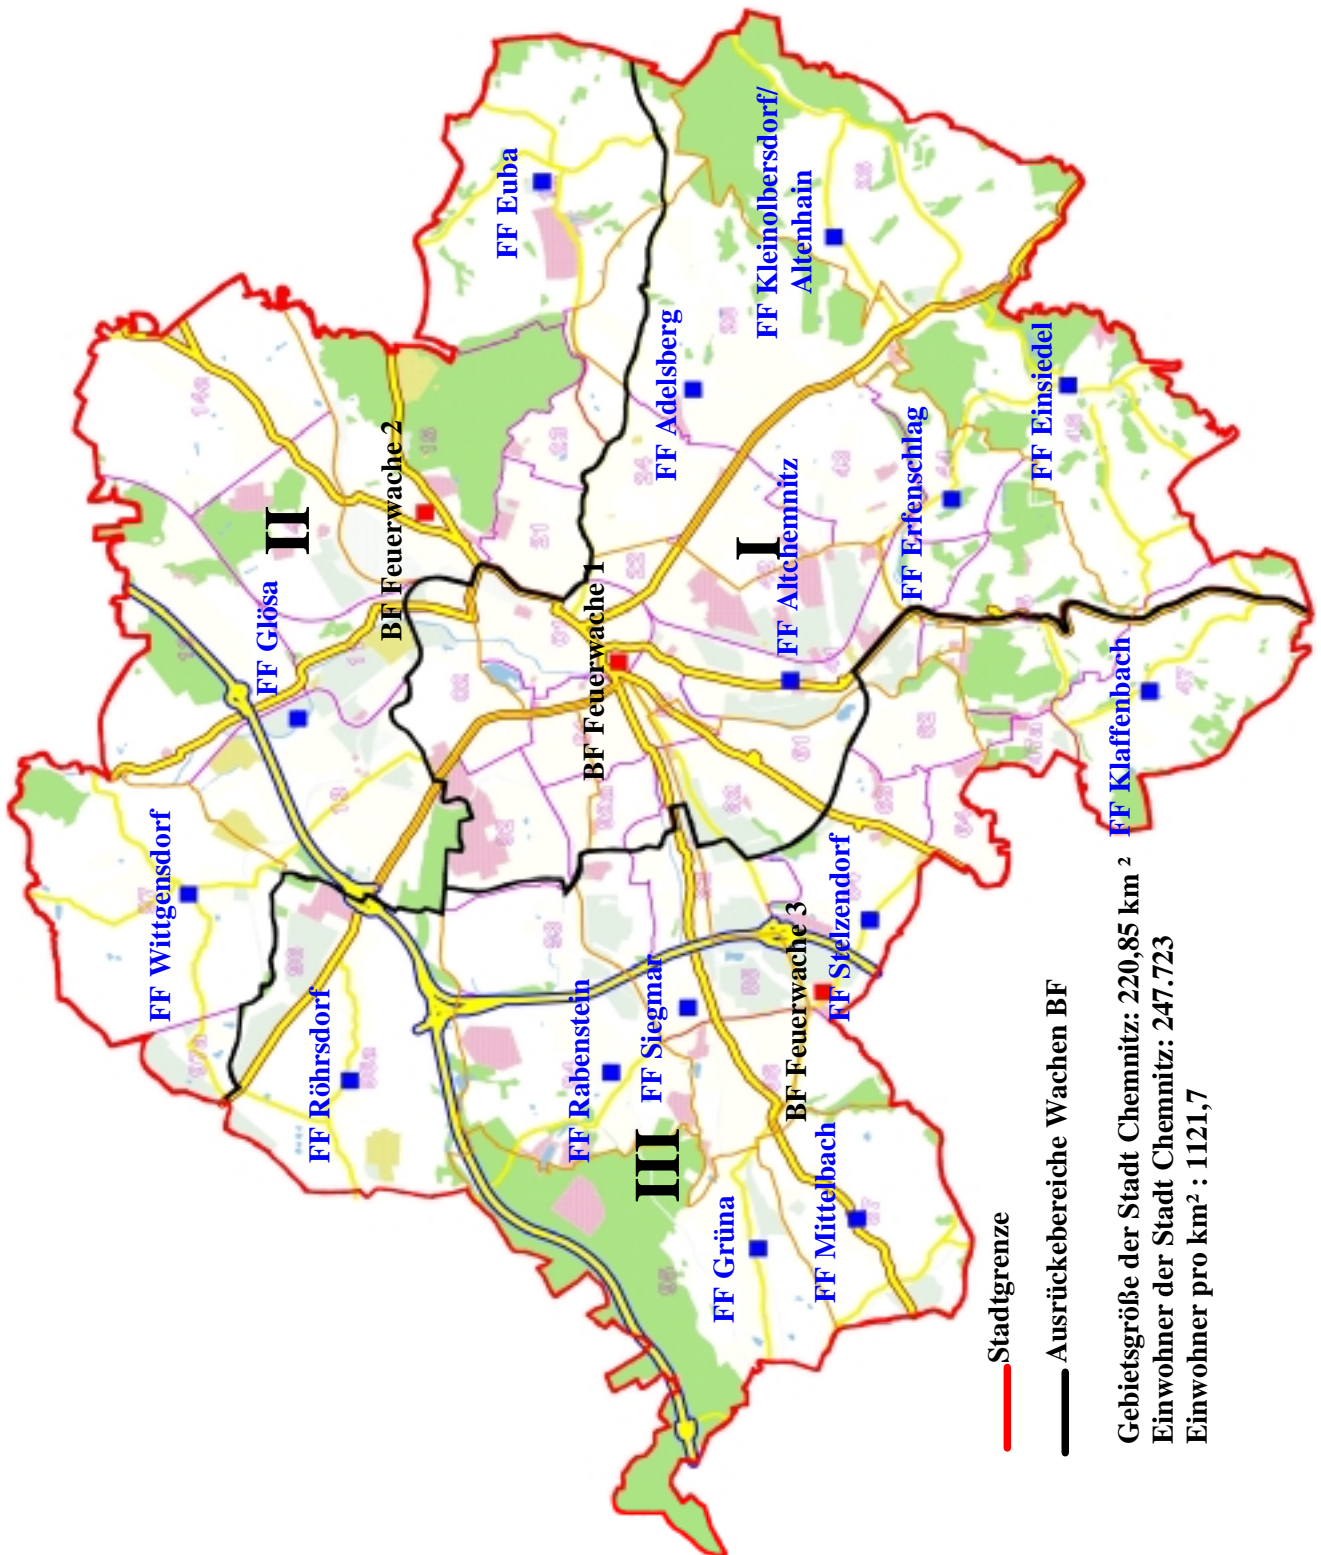 FF Wittgensdorf
FF Glösa
II
BF Feuerwache 2
FF Euba
FF Röhrsdorf
FF Rabenstein
BF Feuerwache 1
FF Adelsberg
FF Kleinolbersdorf/
Altenhain
III
FF Siegmar
I
FF Altchemnitz
FF Grüna
FF Mittelbach
BF Feuerwache 3
FF Stelzendorf
FF Erfenschlag
FF Einsiedel
FF Klaffenbach
Stadtgrenze
Ausrückebereiche Wachen BF
Gebietsgröße der Stadt Chemnitz: 220,85 km ²
Einwohner der Stadt Chemnitz: 247.723
Einwohner pro km² : 1121,7